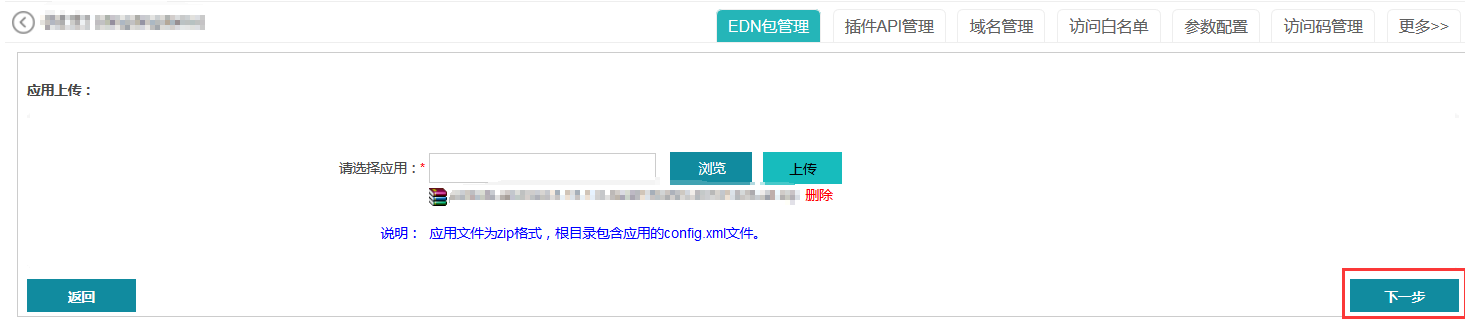 EDN包管理 插件API管理 域名管理 访问白名单 参数配置 访问码管理 更多>>
应用上传：
请选择应用：* 浏览 上传
删除
说明： 应用文件为zip格式，根目录包含应用的config.xml文件。
返回 下一步